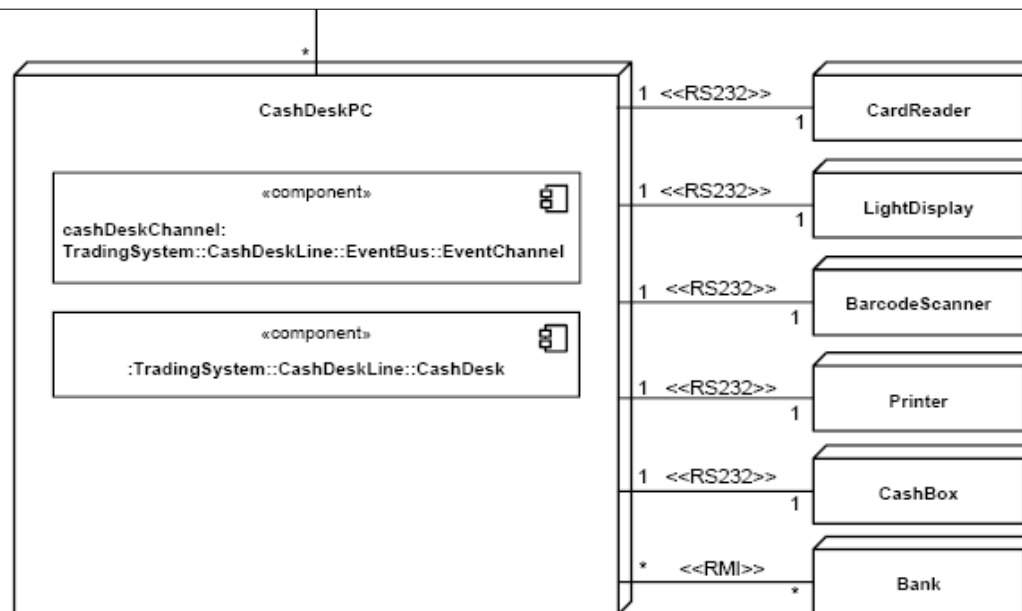 *
CashDeskPC
«component»
cashDeskChannel:
TradingSystem::CashDeskLine::EventBus::EventChannel
«component»
:TradingSystem::CashDeskLine::CashDesk
1 <<RS232>>
1
CardReader
1 <<RS232>>
1
LightDisplay
1 <<RS232>>
1
BarcodeScanner
1 <<RS232>>
1
Printer
1 <<RS232>>
1
CashBox
* <<RMI>>
*
Bank